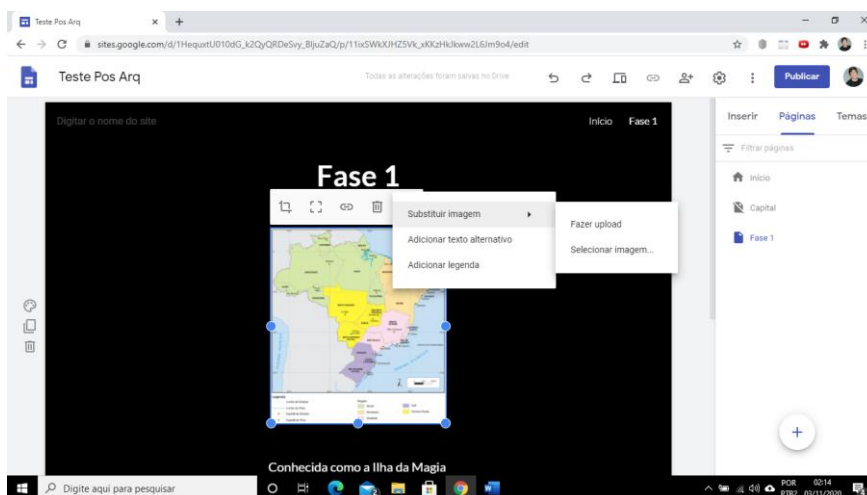 Teste Pos Arq
sites.google.com/d/1HequxtU010dG_k2QyQRDeSvy_BljuZaQ/p/11ixSWkXJHZ5Vk_xKKzHkJkww2L6Jm9o4/edit
Teste Pos Arq
Todas as alterações foram salvas no Drive
Publicar
Digitar o nome do site
Início Fase 1
Inserir Páginas Temas
Filtrar páginas
Início
Capital
Fase 1
Fase 1
Substituir imagem
Adicionar texto alternativo
Adicionar legenda
Fazer upload
Selecionar imagem...
Conhecida como a Ilha da Magia
Digite aqui para pesquisar
POR 02:14
PTB2 03/11/2020